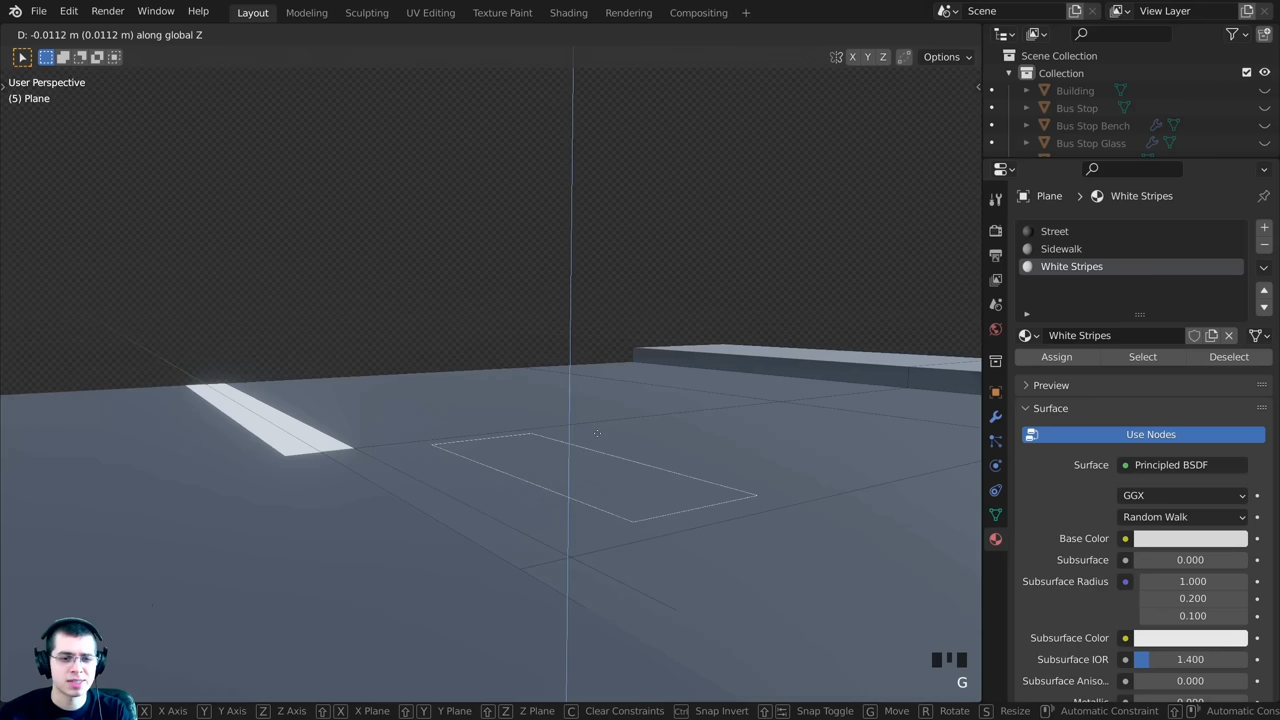 File Edit Render Window Help Layout Modeling Sculpting UV Editing Texture Paint Shading Rendering Compositing + Scene View Layer
D: -0.0112 m (0.0112 m) along global Z
X Y Z Options
User Perspective
(5) Plane
Scene Collection
Collection
Building
Bus Stop
Bus Stop Bench
Bus Stop Glass
Plane > White Stripes
Street
Sidewalk
White Stripes
White Stripes
Assign Select Deselect
Preview
Surface
Use Nodes
Surface Principled BSDF
GGX
Random Walk
Base Color
Subsurface 0.000
Subsurface Radius 1.000
0.200
0.100
Subsurface Color
Subsurface IOR 1.400
Subsurface Aniso... 0.000
G
X X Axis Y Y Axis Z Z Axis X X Plane Y Y Plane Z Z Plane C Clear Constraints Ctrl Snap Invert Snap Toggle G Move R Rotate S Resize Automatic Constraint Automatic Cons